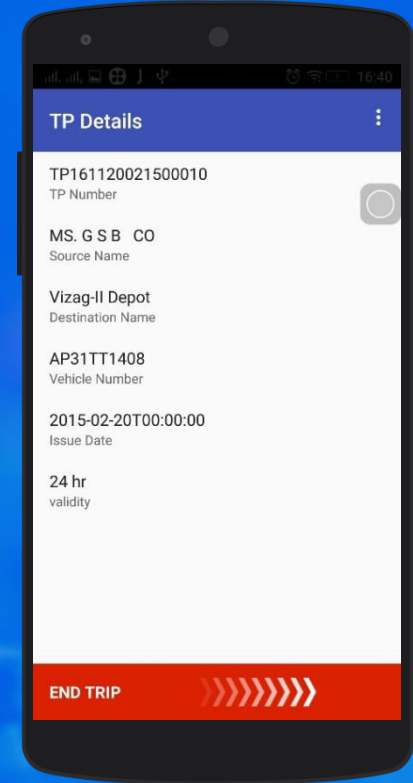 16:40
TP Details
TP161120021500010
TP Number
MS. G S B CO
Source Name
Vizag-II Depot
Destination Name
AP31TT1408
Vehicle Number
2015-02-20T00:00:00
Issue Date
24 hr
validity
END TRIP